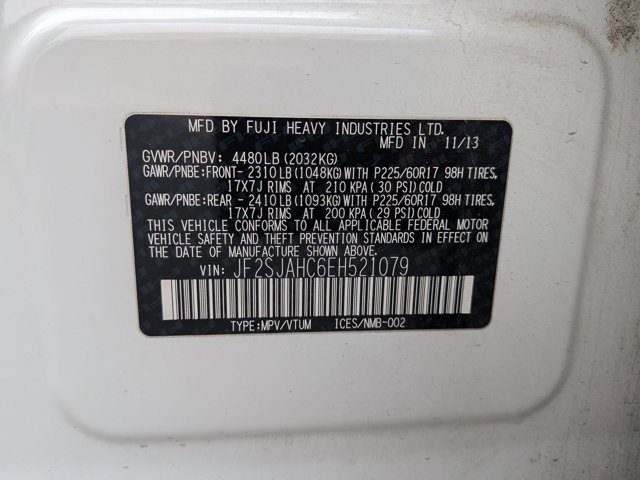 MFD BY FUJI HEAVY INDUSTRIES LTD.
MFD IN 11/13
GVWR/PNBV: 4480LB (2032KG)
GAWR/PNBE:FRONT- 2310LB(1048KG)WITH P225/60R17 98H TIRES,
17X7J RIMS AT 210 KPA(30 PSI)COLD
GAWR/PNBE:REAR - 2410LB(1093KG)WITH P225/60R17 98H TIRES,
17X7J RIMS AT 200 KPA(29 PSI)COLD
THIS VEHICLE CONFORMS TO ALL APPLICABLE FEDERAL MOTOR
VEHICLE SAFETY AND THEFT PREVENTION STANDARDS IN EFFECT
ON THE DATE OF MANUFACTURE SHOWN ABOVE.
VIN: JF2SJAHC6EH521079
TYPE:MPV/VTUM ICES/NMB-002